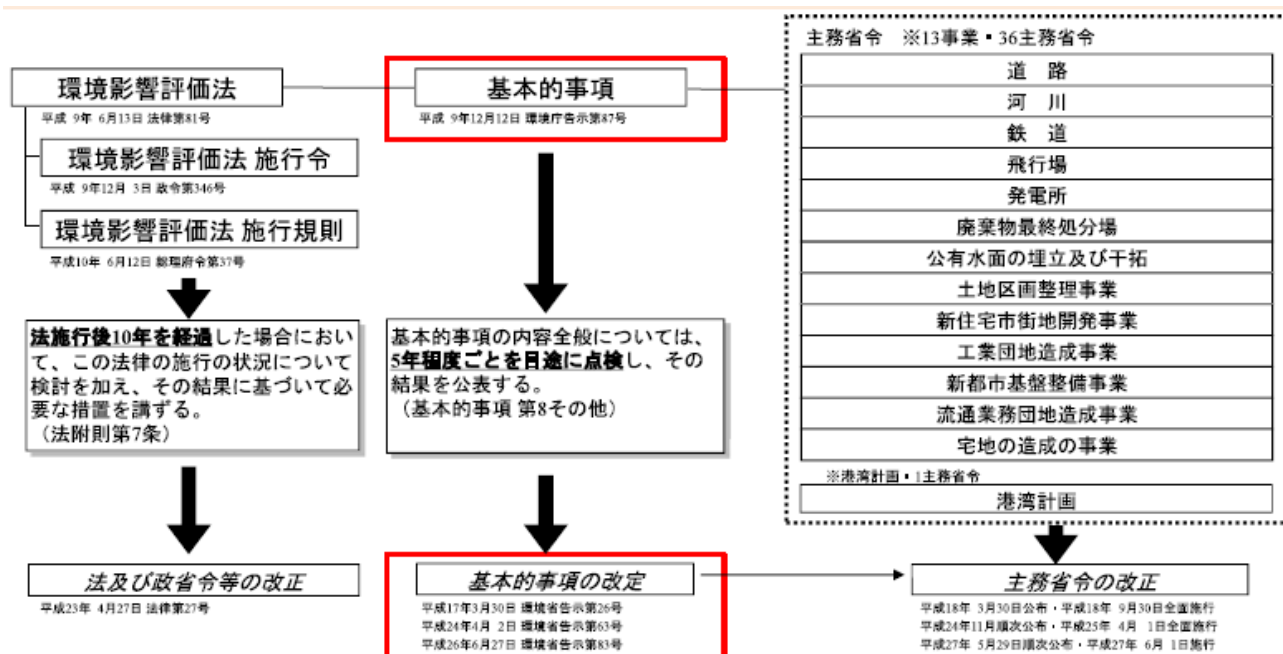 環境影響評価法
平成 9年 6月13日 法律第81号
環境影響評価法 施行令
平成 9年12月 3日 政令第346号
環境影響評価法 施行規則
平成10年 6月12日 総理府令第37号
法施行後10年を経過した場合におい
て、この法律の施行の状況について
検討を加え、その結果に基づいて必
要な措置を講ずる。
（法附則第7条）
法及び政省令等の改正
平成23年 4月27日 法律第27号
基本的事項
平成 9年12月12日 環境庁告示第87号
基本的事項の内容全般については、
5年程度ごとを目途に点検し、その
結果を公表する。
（基本的事項 第8その他）
基本的事項の改定
平成17年3月30日 環境省告示第26号
平成24年4月 2日 環境省告示第63号
平成26年6月27日 環境省告示第83号
主務省令 ※13事業・36主務省令
道 路
河 川
鉄 道
飛行場
発電所
廃棄物最終処分場
公有水面の埋立及び干拓
土地区画整理事業
新住宅市街地開発事業
工業団地造成事業
新都市基盤整備事業
流通業務団地造成事業
宅地の造成の事業
※港湾計画・1主務省令
港湾計画
主務省令の改正
平成18年 3月30日公布・平成18年 9月30日全面施行
平成24年11月順次公布・平成25年 4月 1日全面施行
平成27年 5月29日順次公布・平成27年 6月 1日施行